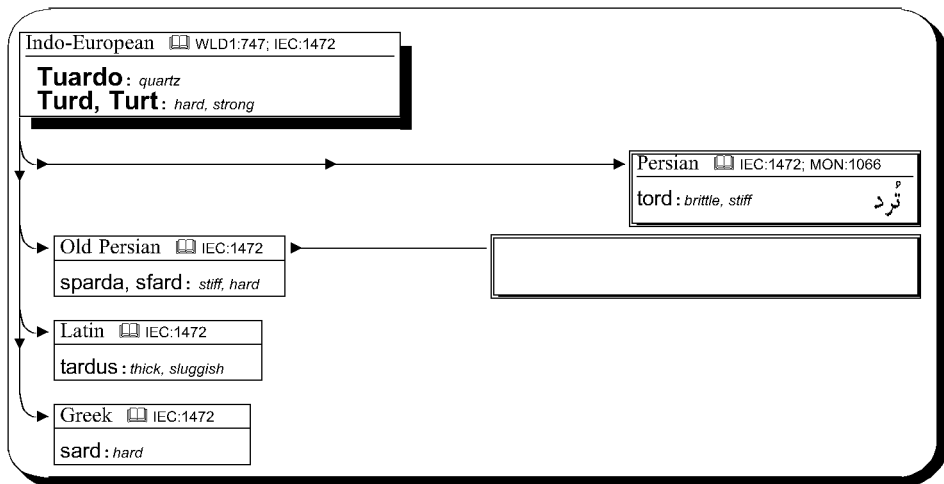 Indo-European 🕮 WLD1:747; IEC:1472
Tuardo: quartz
Turd, Turt: hard, strong
Persian 🕮 IEC:1472; MON:1066
tord: brittle, stiff تُرد
Old Persian 🕮 IEC:1472
sparda, sfard: stiff, hard
Latin 🕮 IEC:1472
tardus: thick, sluggish
Greek 🕮 IEC:1472
sard: hard